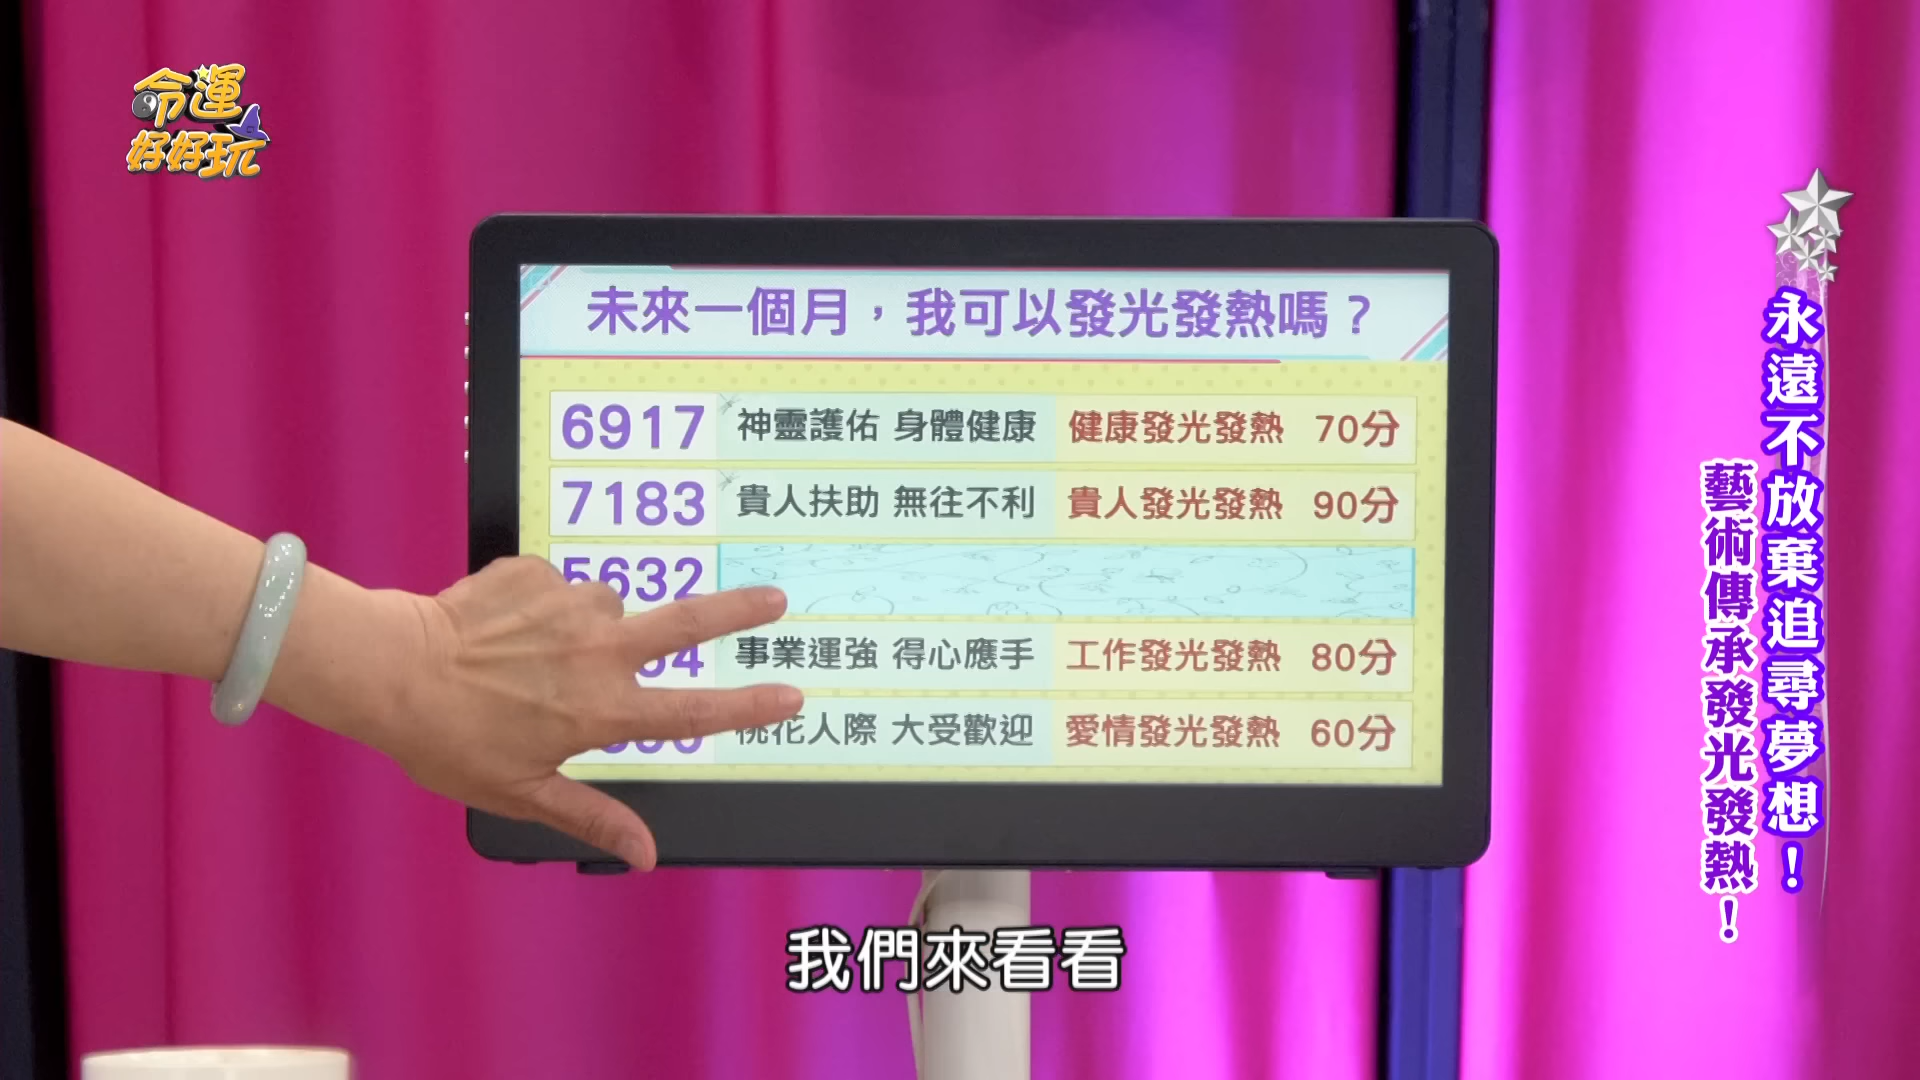 命運
好好玩
未來一個月，我可以發光發熱嗎？
6917 神靈護佑 身體健康 健康發光發熱 70分
7183 貴人扶助 無往不利 貴人發光發熱 90分
5632
事業運強 得心應手 工作發光發熱 80分
桃花人際 大受歡迎 愛情發光發熱 60分
永遠不放棄追尋夢想！
藝術傳承發光發熱！
我們來看看